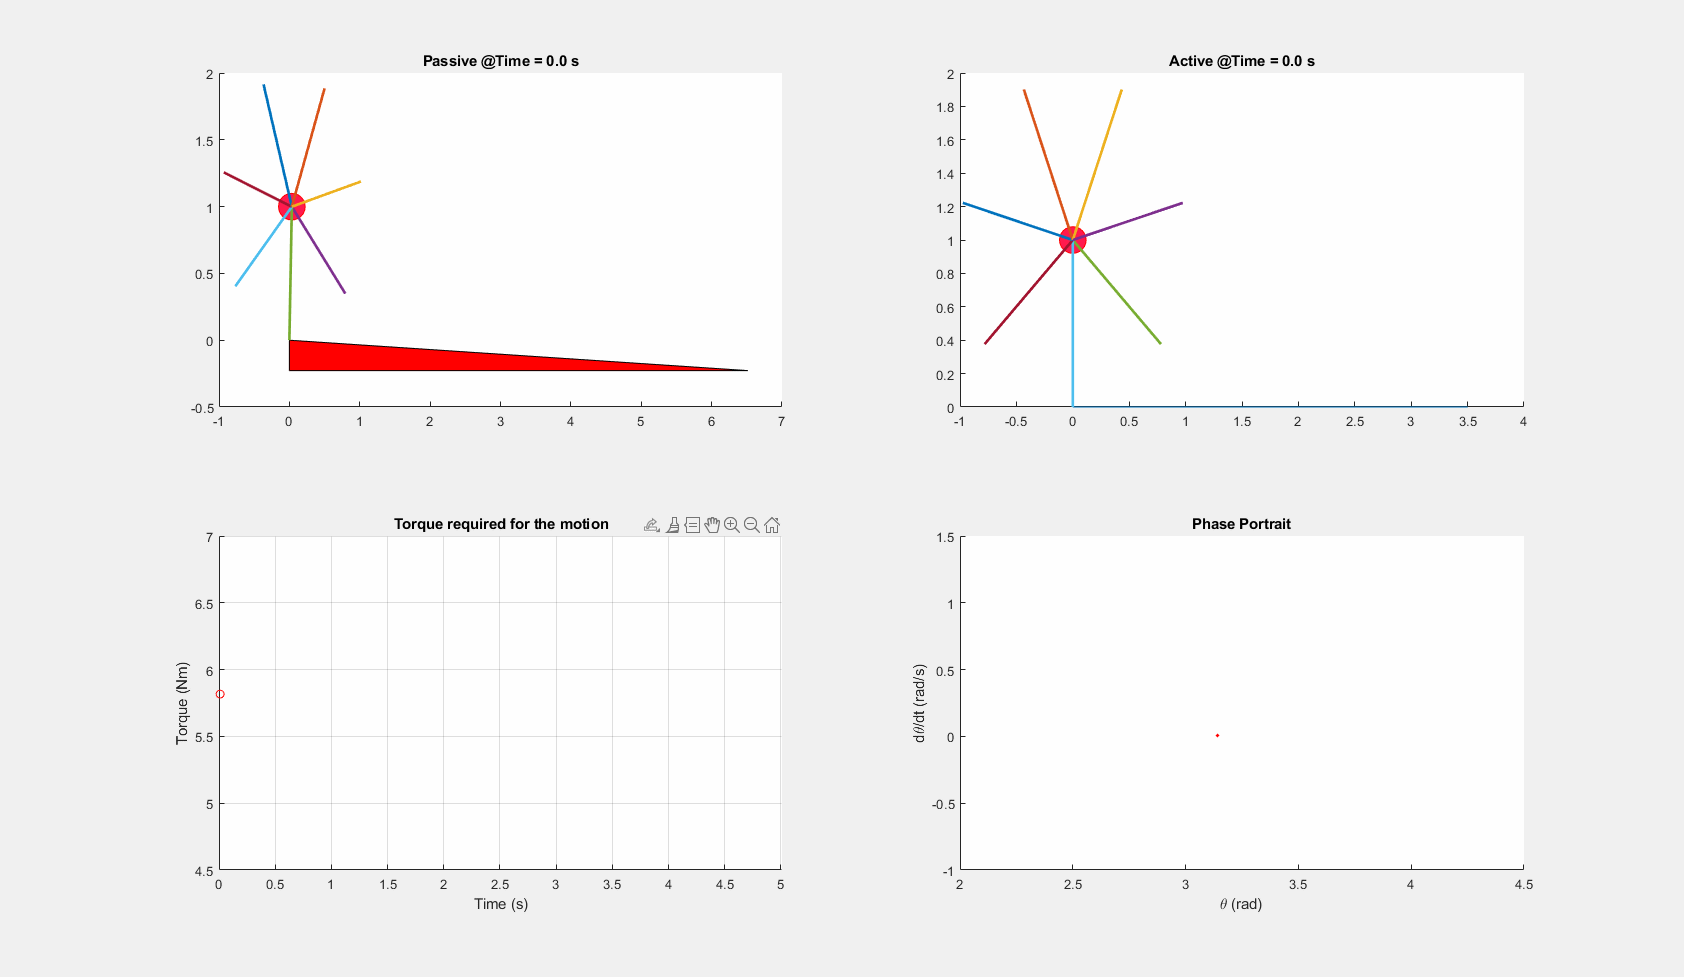 Passive @Time = 0.0 s
2
1.5
1
0.5
0
-0.5
-1 0 1 2 3 4 5 6 7
Active @Time = 0.0 s
2
1.8
1.6
1.4
1.2
1
0.8
0.6
0.4
0.2
0
-1 -0.5 0 0.5 1 1.5 2 2.5 3 3.5 4
Torque required for the motion
Torque (Nm)
7
6.5
6
5.5
5
4.5
0 0.5 1 1.5 2 2.5 3 3.5 4 4.5 5
Time (s)
Phase Portrait
dθ/dt (rad/s)
1.5
1
0.5
0
-0.5
-1
2 2.5 3 3.5 4 4.5
θ (rad)